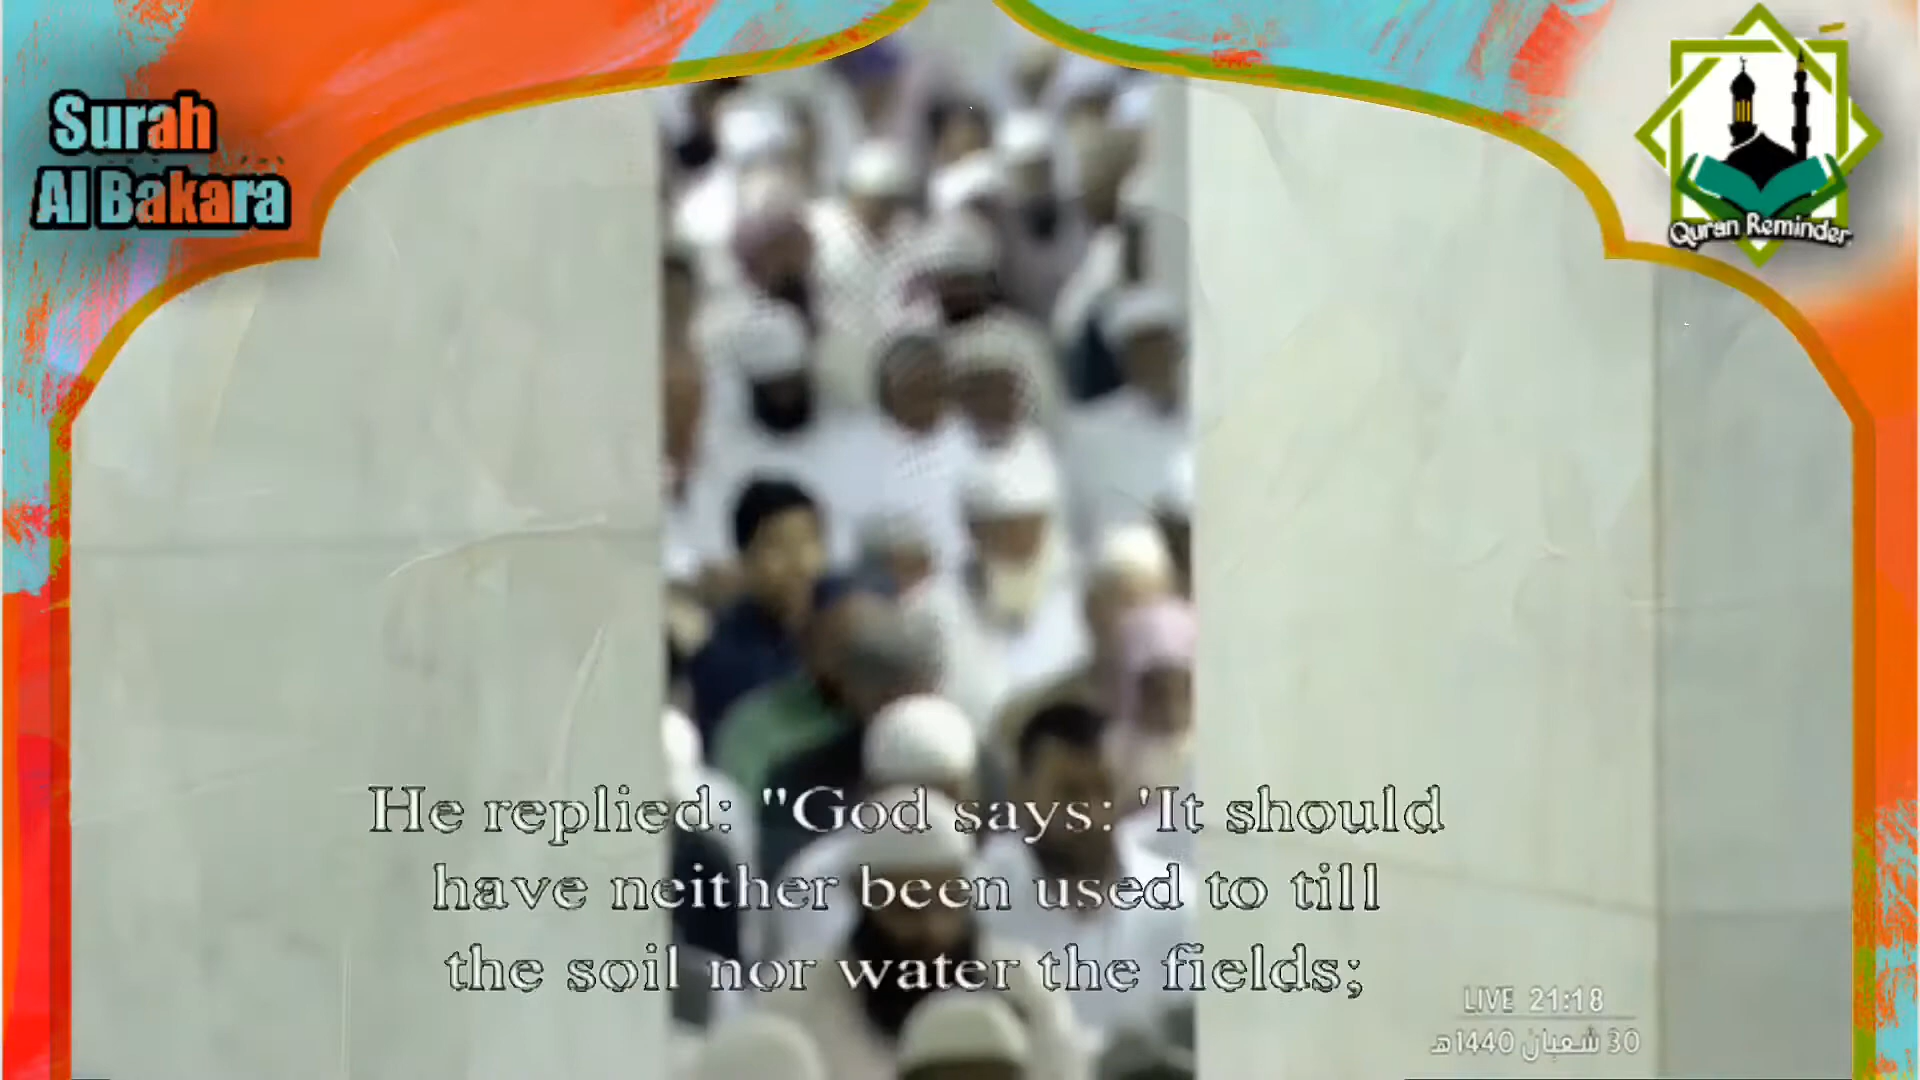 Surah
Al Bakara
Quran Reminder
He replied: "God says: 'It should
have neither been used to till
the soil nor water the fields;
LIVE 21:18
30 شعبان 1440هـ